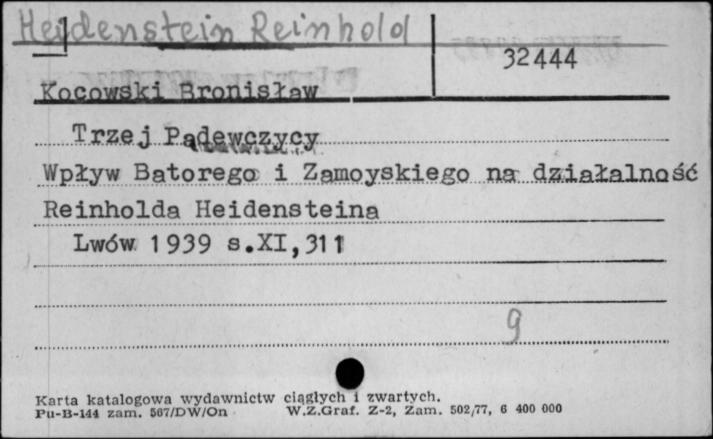 Heidenstein Reinhold
32444
Kocowski Bronisław
Trzej Padewczycy
Wpływ Batorego i Zamoyskiego na działalność
Reinholda Heidensteina
Lwów 1939 s.XI,311
9
Karta katalogowa wydawnictw ciągłych i zwartych.
Pu-B-144 zam. 567/DW/On W.Z.Graf. Z-2, Zam. 502/77, 6 400 000